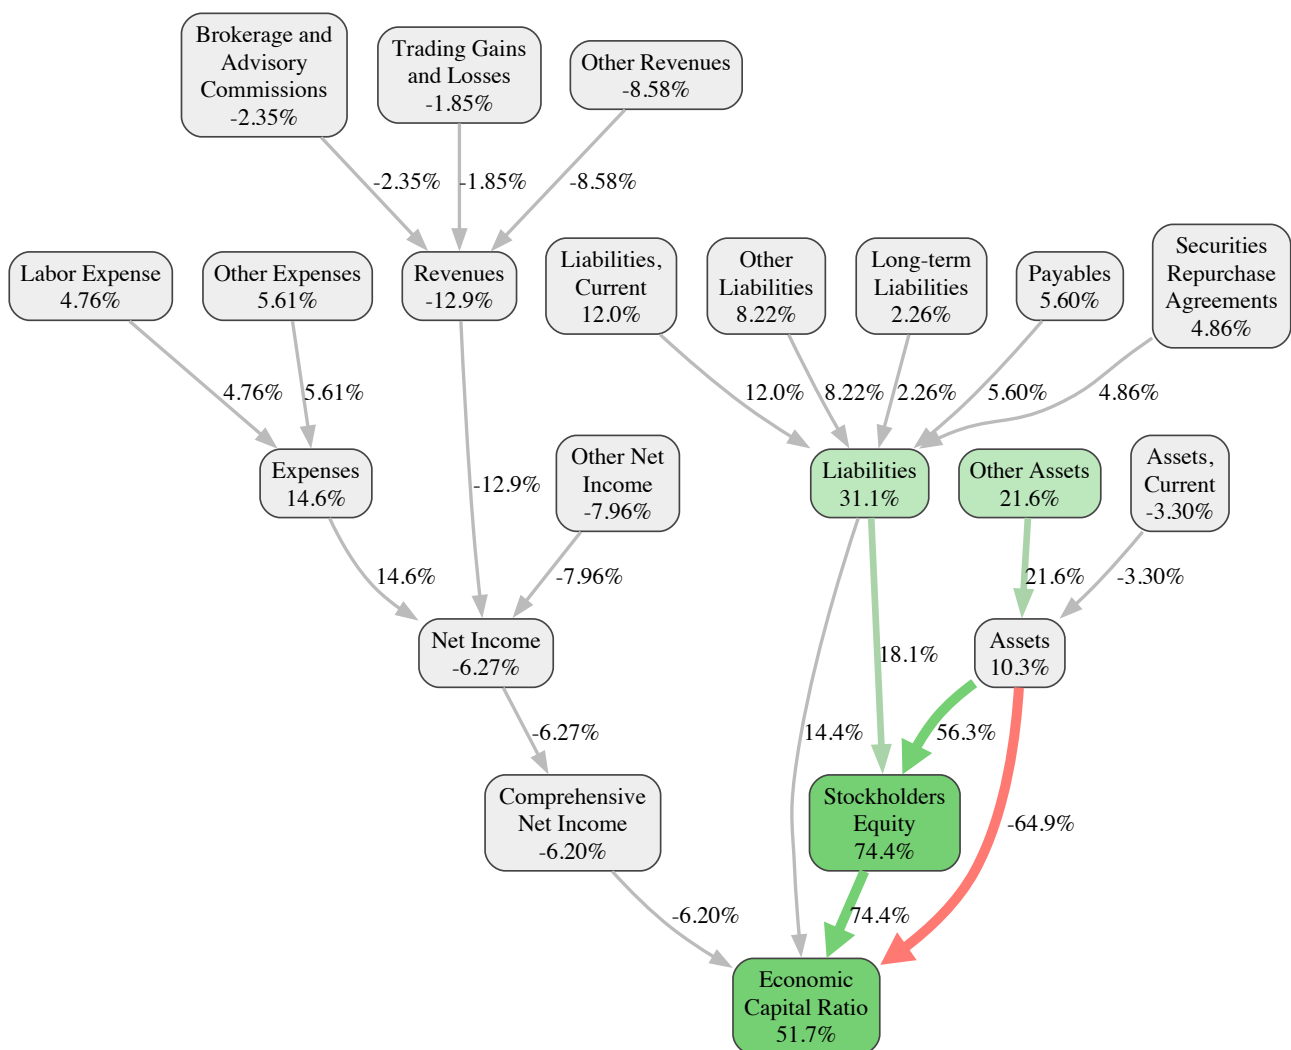 Brokerage and
Advisory
Commissions
-2.35%
Trading Gains
and Losses
-1.85%
Other Revenues
-8.58%
-2.35%
-1.85%
-8.58%
Labor Expense
4.76%
Other Expenses
5.61%
Revenues
-12.9%
Liabilities,
Current
12.0%
Other
Liabilities
8.22%
Long-term
Liabilities
2.26%
Payables
5.60%
Securities
Repurchase
Agreements
4.86%
4.76%
5.61%
12.0%
8.22%
2.26%
5.60%
4.86%
Expenses
14.6%
-12.9%
Other Net
Income
-7.96%
Liabilities
31.1%
Other Assets
21.6%
Assets,
Current
-3.30%
14.6%
-7.96%
21.6%
-3.30%
Net Income
-6.27%
18.1%
Assets
10.3%
-6.27%
14.4%
56.3%
Comprehensive
Net Income
-6.20%
Stockholders
Equity
74.4%
-64.9%
-6.20%
74.4%
Economic
Capital Ratio
51.7%